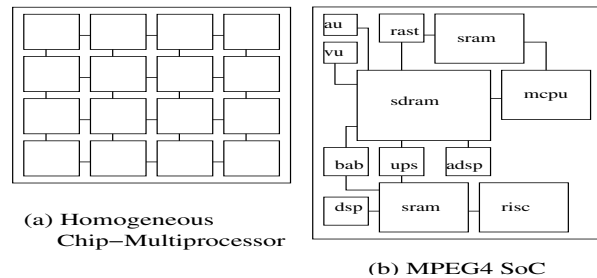 au
rast
sram
vu
sdram
mcpu
bab
ups
adsp
dsp
sram
risc
(a) Homogeneous
Chip−Multiprocessor
(b) MPEG4 SoC